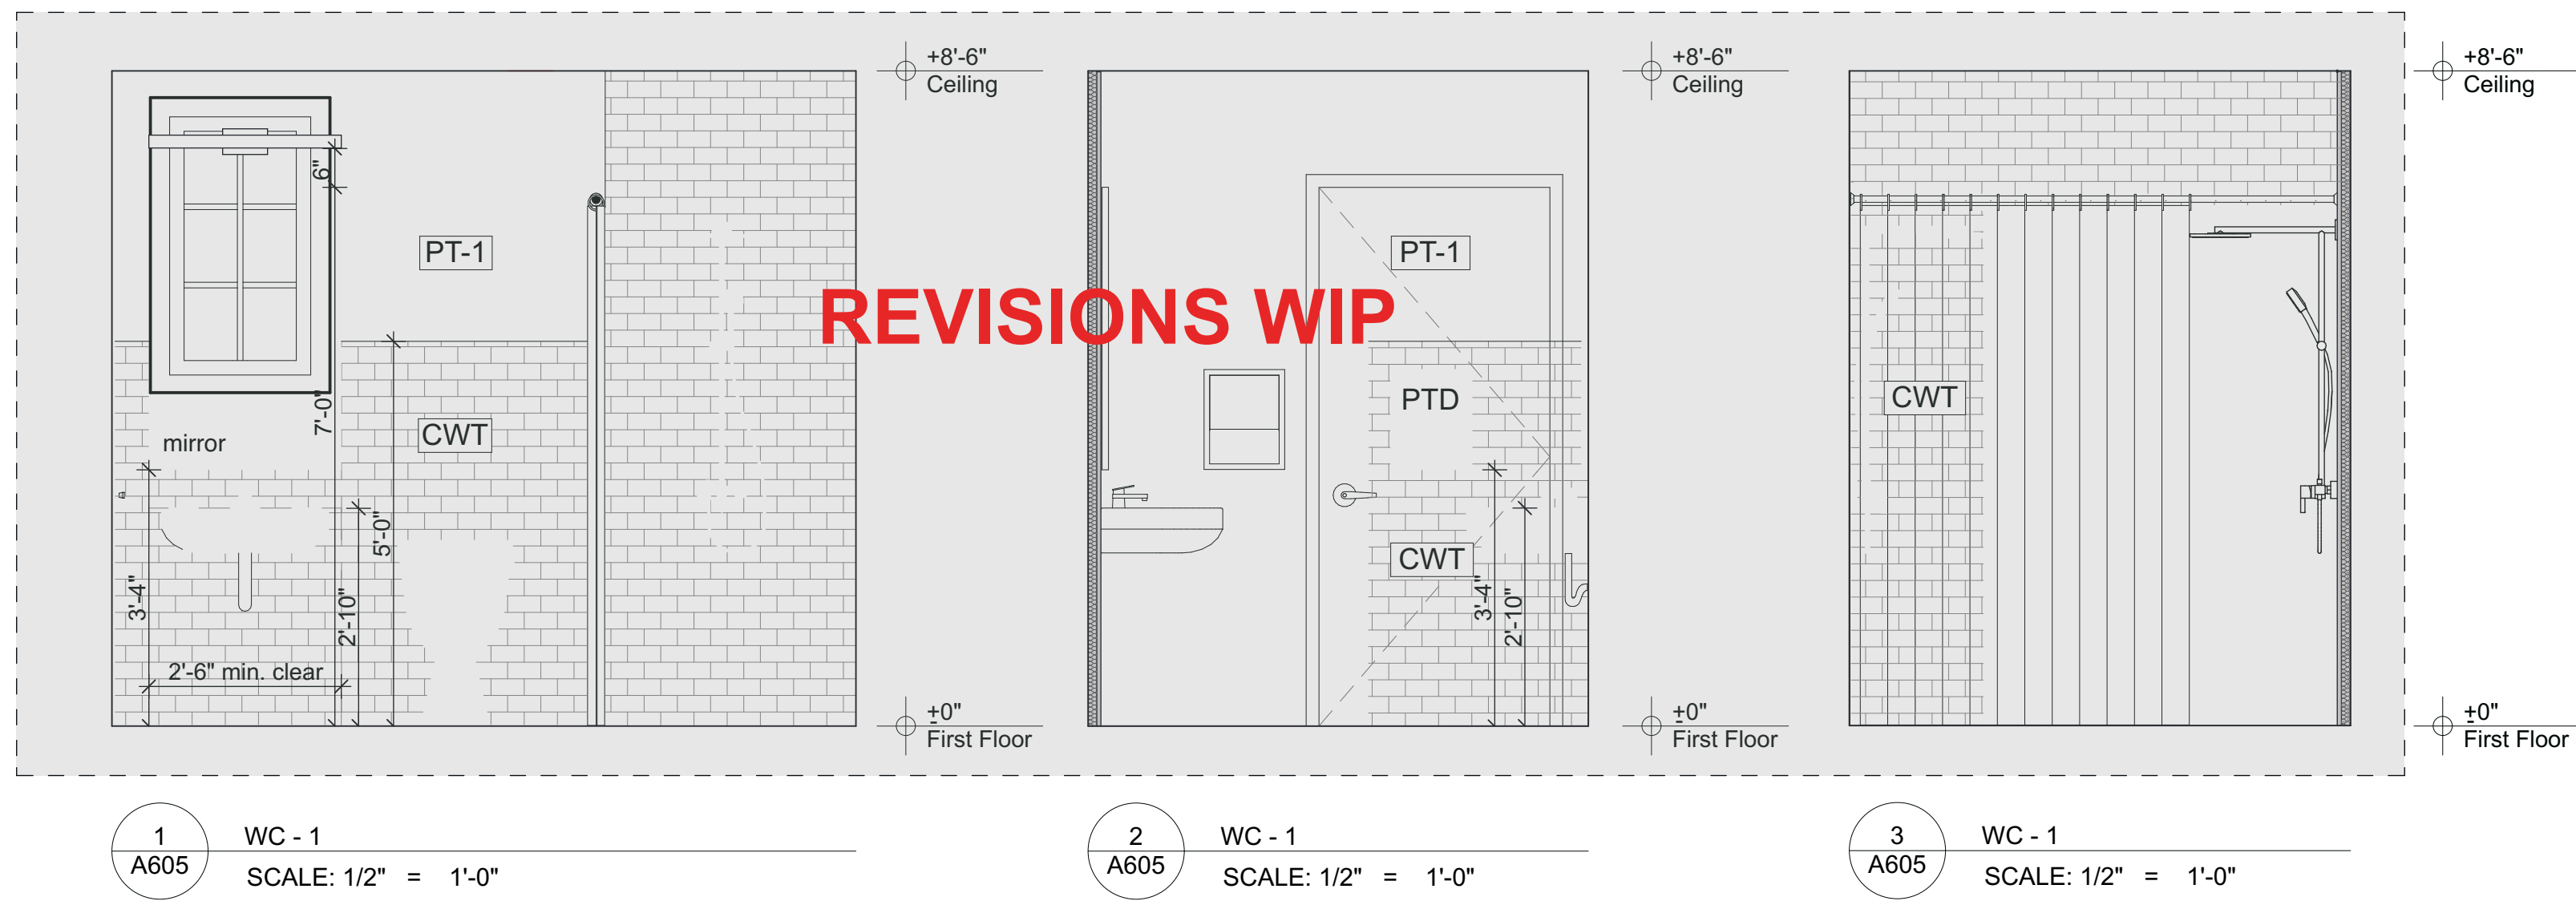 +8'-6"
Ceiling
+8'-6"
Ceiling
+8'-6"
Ceiling
6"
PT-1
PT-1
REVISIONS WIP
7'-0"
mirror
CWT
PTD
CWT
5'-0"
CWT
3'-4"
2'-10"
3'-4"
2'-10"
2'-6" min. clear
±0"
First Floor
±0"
First Floor
±0"
First Floor
1
A605
WC - 1
SCALE: 1/2" = 1'-0"
2
A605
WC - 1
SCALE: 1/2" = 1'-0"
3
A605
WC - 1
SCALE: 1/2" = 1'-0"